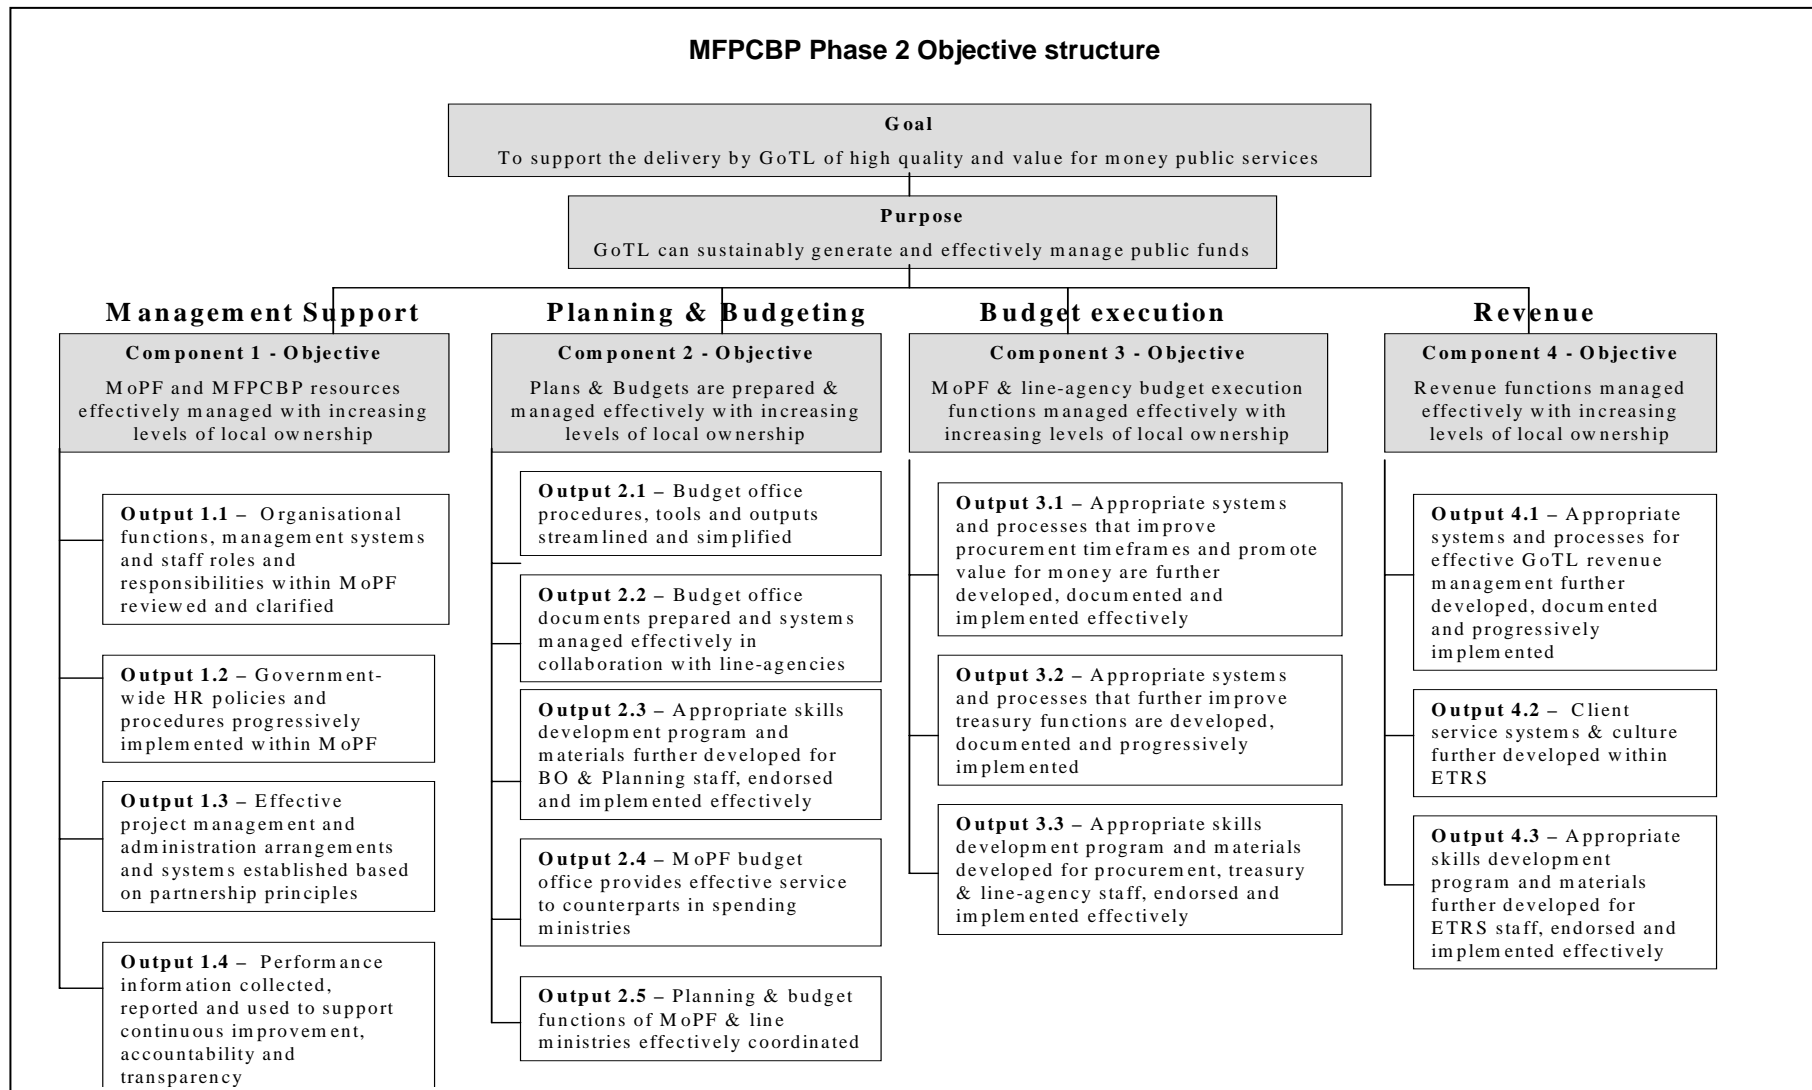 MFPCBP Phase 2 Objective structure
Goal
To support the delivery by GoTL of high quality and value for money public services
Purpose
GoTL can sustainably generate and effectively manage public funds
Management Support
Component 1 - Objective
MoPF and MFPCBP resources
effectively managed with increasing
levels of local ownership
Output 1.1 – Organisational
functions, management systems
and staff roles and
responsibilities within MoPF
reviewed and clarified
Output 1.2 – Government-
wide HR policies and
procedures progressively
implemented within MoPF
Output 1.3 – Effective
project management and
administration arrangements
and systems established based
on partnership principles
Output 1.4 – Performance
information collected,
reported and used to support
continuous improvement,
accountability and
transparency
Planning & Budgeting
Component 2 - Objective
Plans & Budgets are prepared &
managed effectively with increasing
levels of local ownership
Output 2.1 – Budget office
procedures, tools and outputs
streamlined and simplified
Output 2.2 – Budget office
documents prepared and systems
managed effectively in
collaboration with line-agencies
Output 2.3 – Appropriate skills
development program and
materials further developed for
BO & Planning staff, endorsed
and implemented effectively
Output 2.4 – MoPF budget
office provides effective service
to counterparts in spending
ministries
Output 2.5 – Planning & budget
functions of MoPF & line
ministries effectively coordinated
Budget execution
Component 3 - Objective
MoPF & line-agency budget execution
functions managed effectively with
increasing levels of local ownership
Output 3.1 – Appropriate systems
and processes that improve
procurement timeframes and promote
value for money are further
developed, documented and
implemented effectively
Output 3.2 – Appropriate systems
and processes that further improve
treasury functions are developed,
documented and progressively
implemented
Output 3.3 – Appropriate skills
development program and materials
developed for procurement, treasury
& line-agency staff, endorsed and
implemented effectively
Revenue
Component 4 - Objective
Revenue functions managed
effectively with increasing
levels of local ownership
Output 4.1 – Appropriate
systems and processes for
effective GoTL revenue
management further
developed, documented
and progressively
implemented
Output 4.2 – Client
service systems & culture
further developed within
ETRS
Output 4.3 – Appropriate
skills development
program and materials
further developed for
ETRS staff, endorsed and
implemented effectively